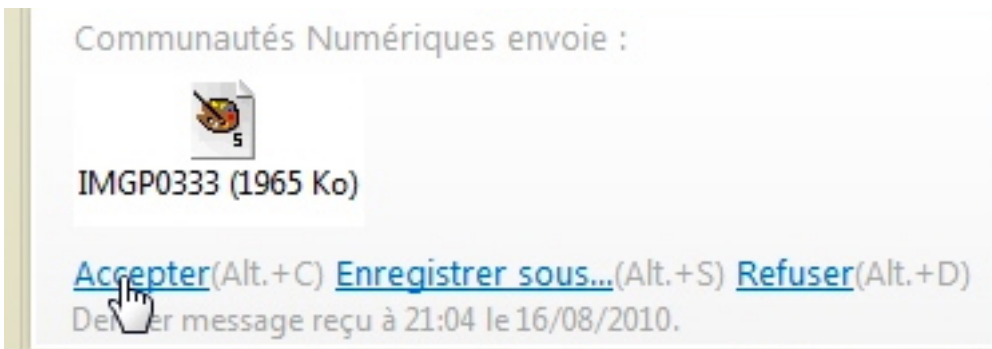 Communautés Numériques envoie :
S
IMGP0333 (1965 Ko)
Accepter(Alt.+C) Enregistrer sous...(Alt.+S) Refuser(Alt.+D)
Dernier message reçu à 21:04 le 16/08/2010.